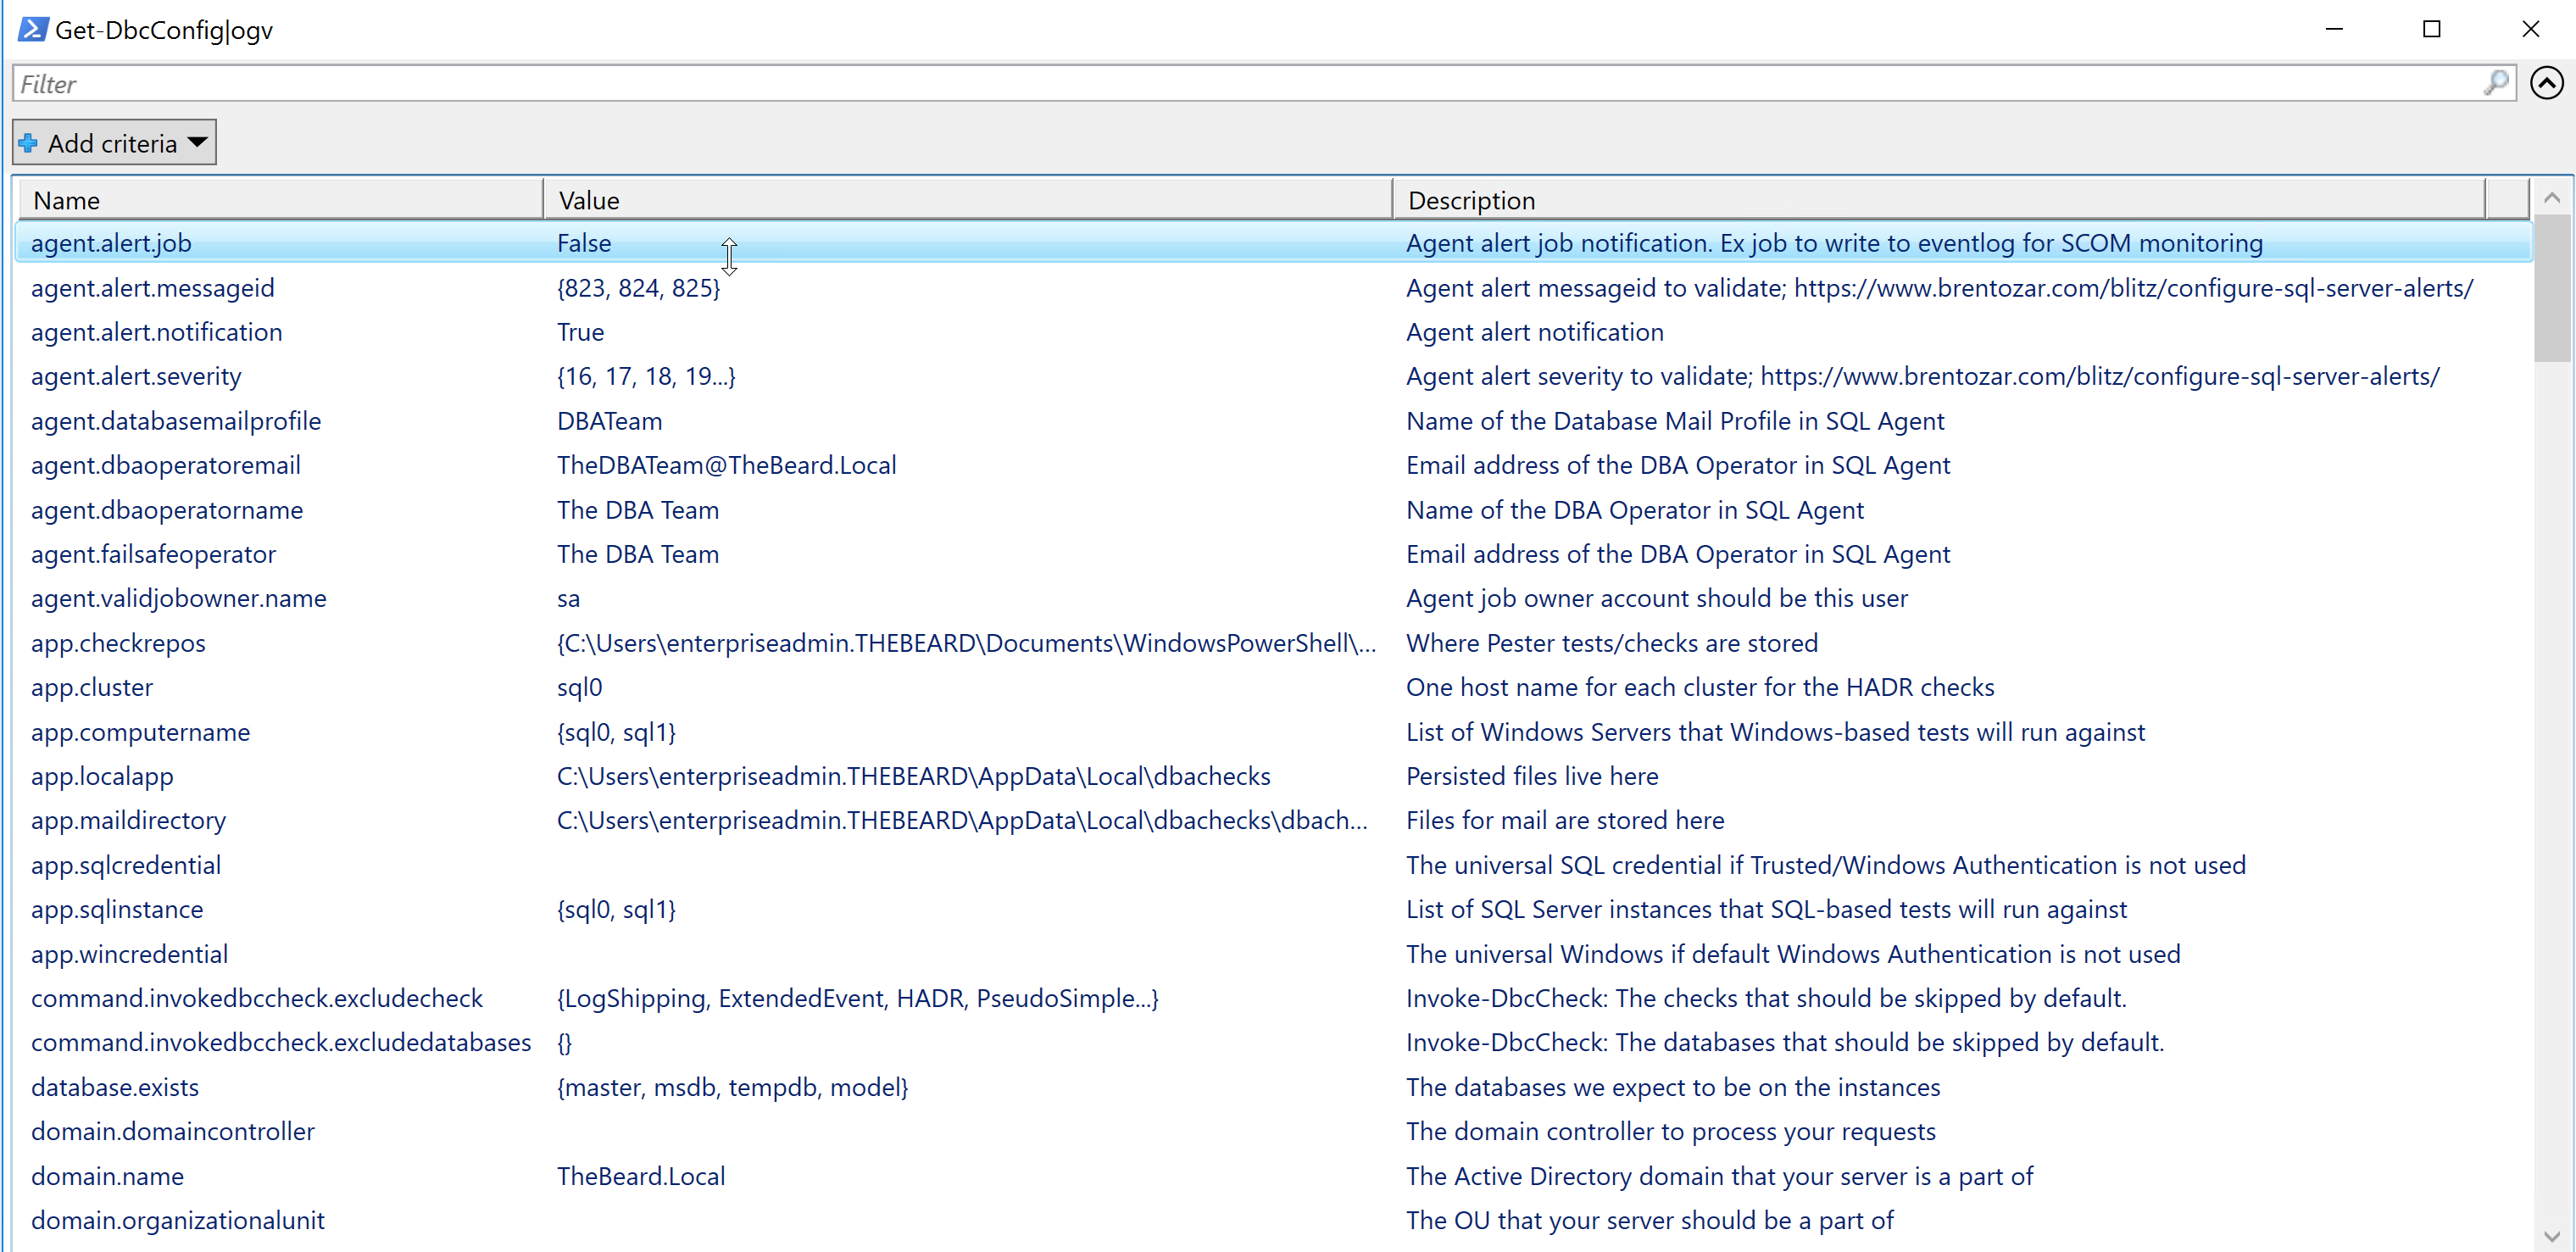 Get-DbcConfig|ogv
Filter
Add criteria
Name Value Description
agent.alert.job False Agent alert job notification. Ex job to write to eventlog for SCOM monitoring
agent.alert.messageid {823, 824, 825} Agent alert messageid to validate; https://www.brentozar.com/blitz/configure-sql-server-alerts/
agent.alert.notification True Agent alert notification
agent.alert.severity {16, 17, 18, 19...} Agent alert severity to validate; https://www.brentozar.com/blitz/configure-sql-server-alerts/
agent.databasemailprofile DBATeam Name of the Database Mail Profile in SQL Agent
agent.dbaoperatoremail TheDBATeam@TheBeard.Local Email address of the DBA Operator in SQL Agent
agent.dbaoperatorname The DBA Team Name of the DBA Operator in SQL Agent
agent.failsafeoperator The DBA Team Email address of the DBA Operator in SQL Agent
agent.validjobowner.name sa Agent job owner account should be this user
app.checkrepos {C:\Users\enterpriseadmin.THEBEARD\Documents\WindowsPowerShell\... Where Pester tests/checks are stored
app.cluster sql0 One host name for each cluster for the HADR checks
app.computername {sql0, sql1} List of Windows Servers that Windows-based tests will run against
app.localapp C:\Users\enterpriseadmin.THEBEARD\AppData\Local\dbachecks Persisted files live here
app.maildirectory C:\Users\enterpriseadmin.THEBEARD\AppData\Local\dbachecks\dbach... Files for mail are stored here
app.sqlcredential The universal SQL credential if Trusted/Windows Authentication is not used
app.sqlinstance {sql0, sql1} List of SQL Server instances that SQL-based tests will run against
app.wincredential The universal Windows if default Windows Authentication is not used
command.invokedbccheck.excludecheck {LogShipping, ExtendedEvent, HADR, PseudoSimple...} Invoke-DbcCheck: The checks that should be skipped by default.
command.invokedbccheck.excludedatabases {} Invoke-DbcCheck: The databases that should be skipped by default.
database.exists {master, msdb, tempdb, model} The databases we expect to be on the instances
domain.domaincontroller The domain controller to process your requests
domain.name TheBeard.Local The Active Directory domain that your server is a part of
domain.organizationalunit The OU that your server should be a part of